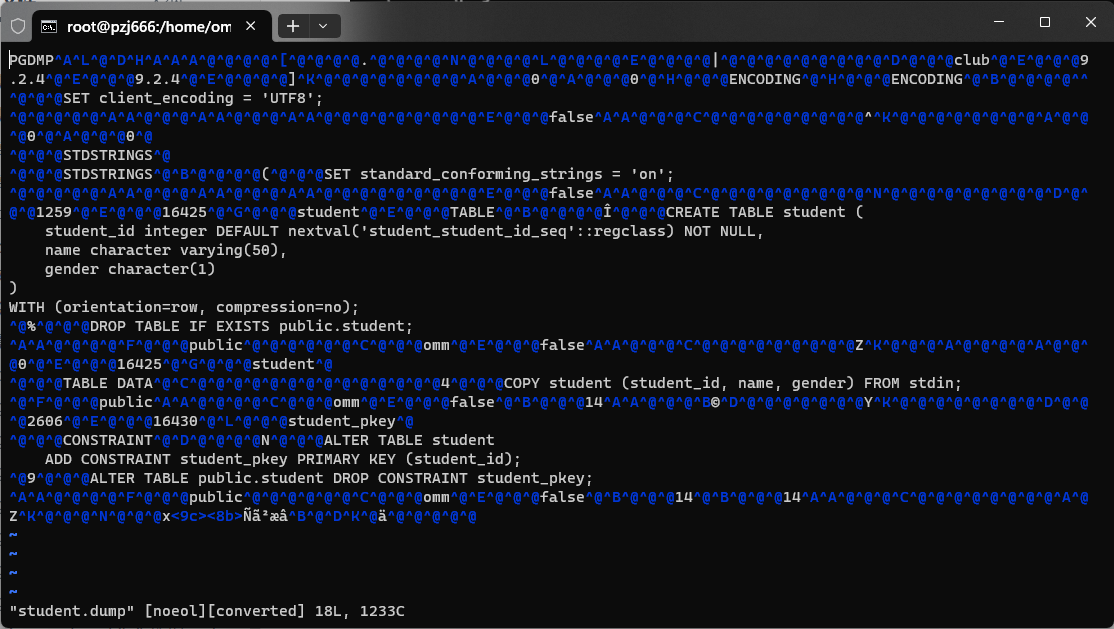 root@pzj666:/home/om
PGDMP^A^L^@^D^H^A^A^A^@^@^@^@^[^@^@^@^@.^@^@^@^@^N^@^@^@^L^@^@^@^@^E^@^@^@^@|^@^@^@^@^@^@^@^@^D^@^@^@club^@^E^@^@^@9
.2.4^@^E^@^@^@9.2.4^@^E^@^@^@]^K^@^@^@^@^@^@^@^A^@^@^@0^@^A^@^@^@0^@^H^@^@^@ENCODING^@^H^@^@^@ENCODING^@^B^@^@^@^@^^
^@^@^@SET client_encoding = 'UTF8';
^@^@^@^@^@^A^A^@^@^@^A^A^@^@^@^A^A^@^@^@^@^@^@^@^@^@^E^@^@^@false^A^A^@^@^@^C^@^@^@^@^@^@^@^@^@^^K^@^@^@^@^@^@^@^A^@^@
^@0^@^A^@^@^@0^@
^@^@^@STDSTRINGS^@
^@^@^@STDSTRINGS^@^B^@^@^@^@(^@^@^@SET standard_conforming_strings = 'on';
^@^@^@^@^@^A^A^@^@^@^A^A^@^@^@^A^A^@^@^@^@^@^@^@^@^@^E^@^@^@false^A^A^@^@^@^C^@^@^@^@^@^@^@^@^@^N^@^@^@^@^@^@^@^@^D^@^
@^@1259^@^E^@^@^@16425^@^G^@^@^@student^@^E^@^@^@TABLE^@^B^@^@^@^@Î^@^@^@CREATE TABLE student (
    student_id integer DEFAULT nextval('student_student_id_seq'::regclass) NOT NULL,
    name character varying(50),
    gender character(1)
)
WITH (orientation=row, compression=no);
^@%^@^@^@DROP TABLE IF EXISTS public.student;
^A^A^@^@^@^@^F^@^@^@public^@^@^@^@^@^@^C^@^@^@omm^@^E^@^@^@false^A^A^@^@^@^C^@^@^@^@^@^@^@^@^@Z^K^@^@^@^A^@^@^@^@^A^@^@^
@0^@^E^@^@^@16425^@^G^@^@^@student^@
^@^@^@TABLE DATA^@^C^@^@^@^@^@^@^@^@^@^@^@^@^@^@4^@^@^@COPY student (student_id, name, gender) FROM stdin;
^@^F^@^@^@public^A^A^@^@^@^@^C^@^@^@omm^@^E^@^@^@false^@^B^@^@^@14^A^A^@^@^@^B©^D^@^@^@^@^@^@^@Y^K^@^@^@^@^@^@^@^@^D^@^@
^@2606^@^E^@^@^@16430^@^L^@^@^@student_pkey^@
^@^@^@CONSTRAINT^@^D^@^@^@^@N^@^@^@ALTER TABLE student
    ADD CONSTRAINT student_pkey PRIMARY KEY (student_id);
^@9^@^@^@^@ALTER TABLE public.student DROP CONSTRAINT student_pkey;
^A^A^@^@^@^@^F^@^@^@public^@^@^@^@^@^@^C^@^@^@omm^@^E^@^@^@false^@^B^@^@^@14^@^B^@^@^@14^A^A^@^@^@^C^@^@^@^@^@^@^@^@^A^@
Z^K^@^@^@^N^@^@^@x<9c><8b>Ñã²æâ^B^@^D^K^@ä^@^@^@^@^@
~
~
~
~
"student.dump" [noeol][converted] 18L, 1233C